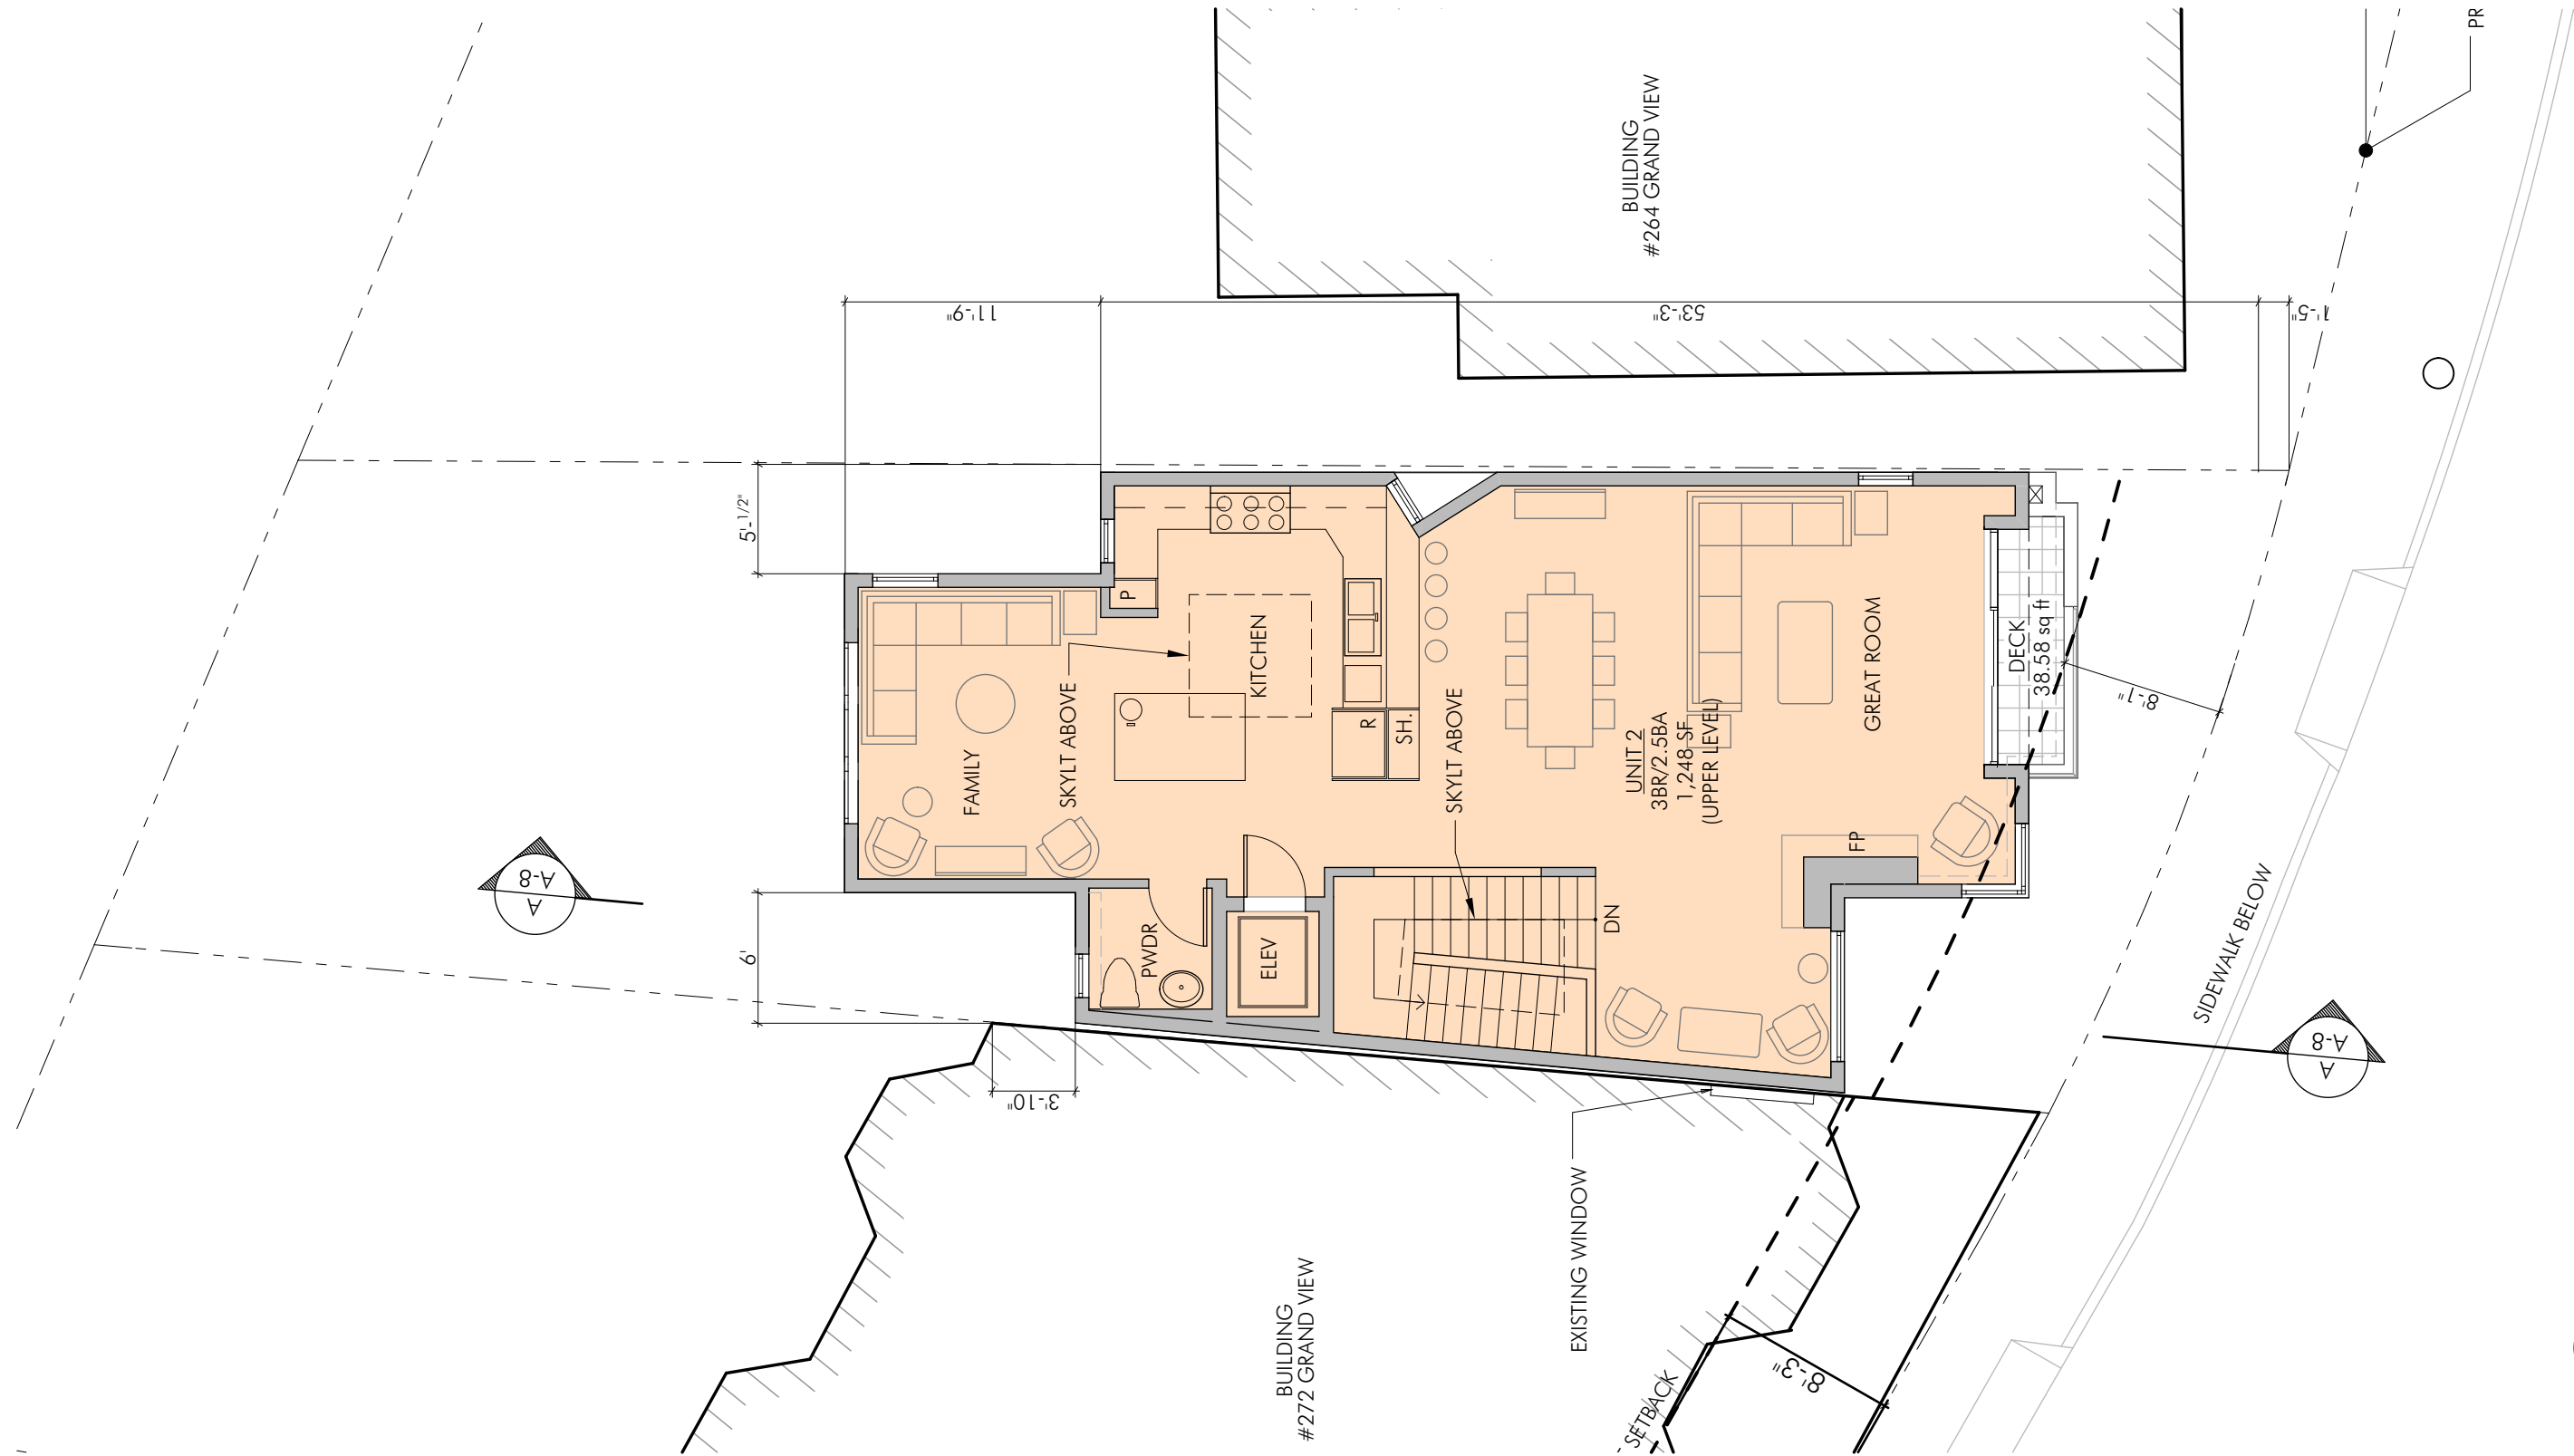 PR
BUILDING
#264 GRAND VIEW
11'-9"
53'-3"
1'-5"
5'-1/2"
P
KITCHEN
SKYLT ABOVE
FAMILY
R
SH.
SKYLT ABOVE
UNIT 2
3BR/2.5BA
1,248 SF
(UPPER LEVEL)
GREAT ROOM
DECK
38.58 sq ft
8'-1"
FP
A-8
A
6'
PWDR
ELEV
DN
SIDEWALK BELOW
A-8
A
3'-10"
EXISTING WINDOW
BUILDING
#272 GRAND VIEW
8'-3"
SETBACK